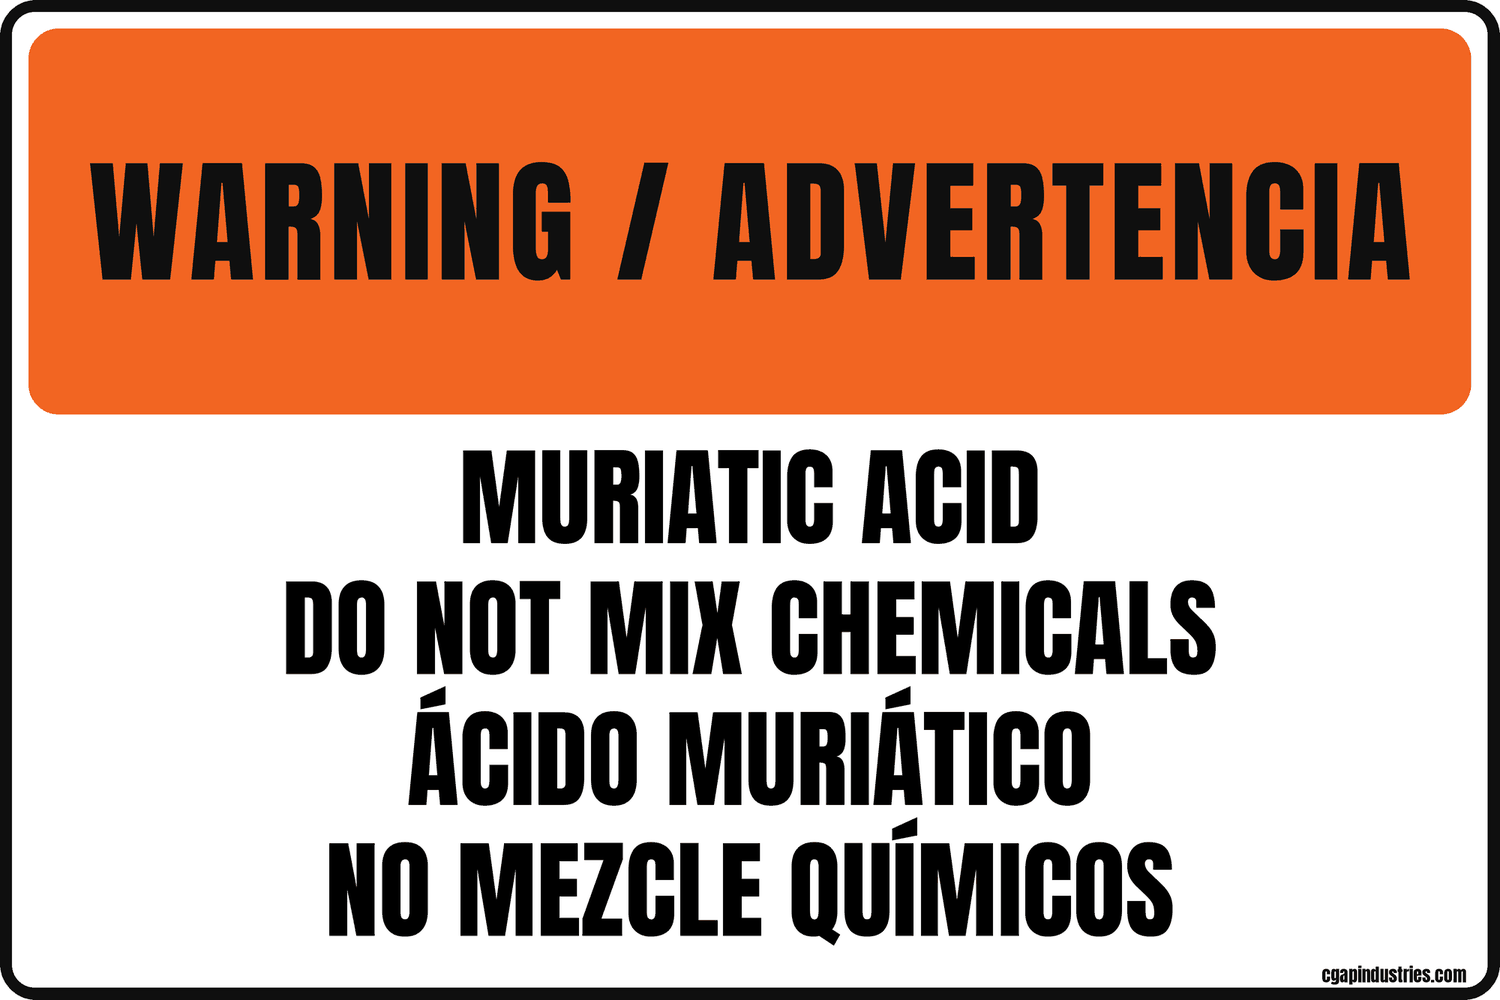 WARNING / ADVERTENCIA
MURIATIC ACID
DO NOT MIX CHEMICALS
ÁCIDO MURIÁTICO
NO MEZCLE QUÍMICOS
cgapindustries.com